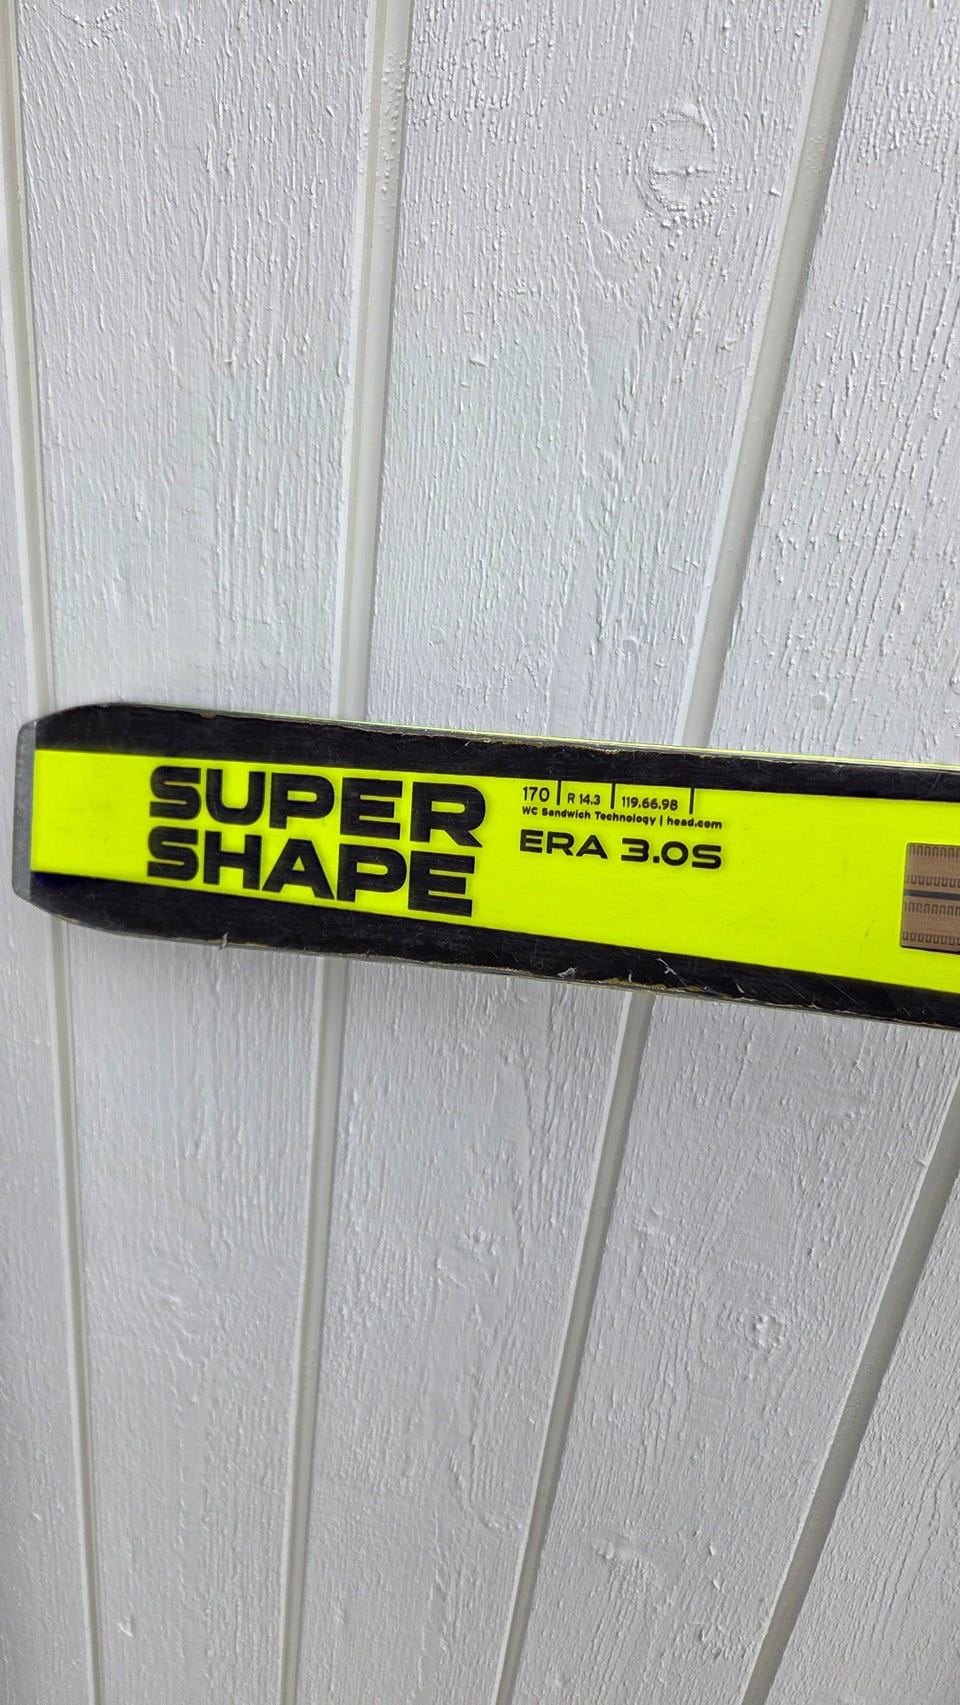 SUPER
SHAPE
170 | R 14.3 | 119.66.98 |
WC Sandwich Technology | head.com
ERA 3.0S